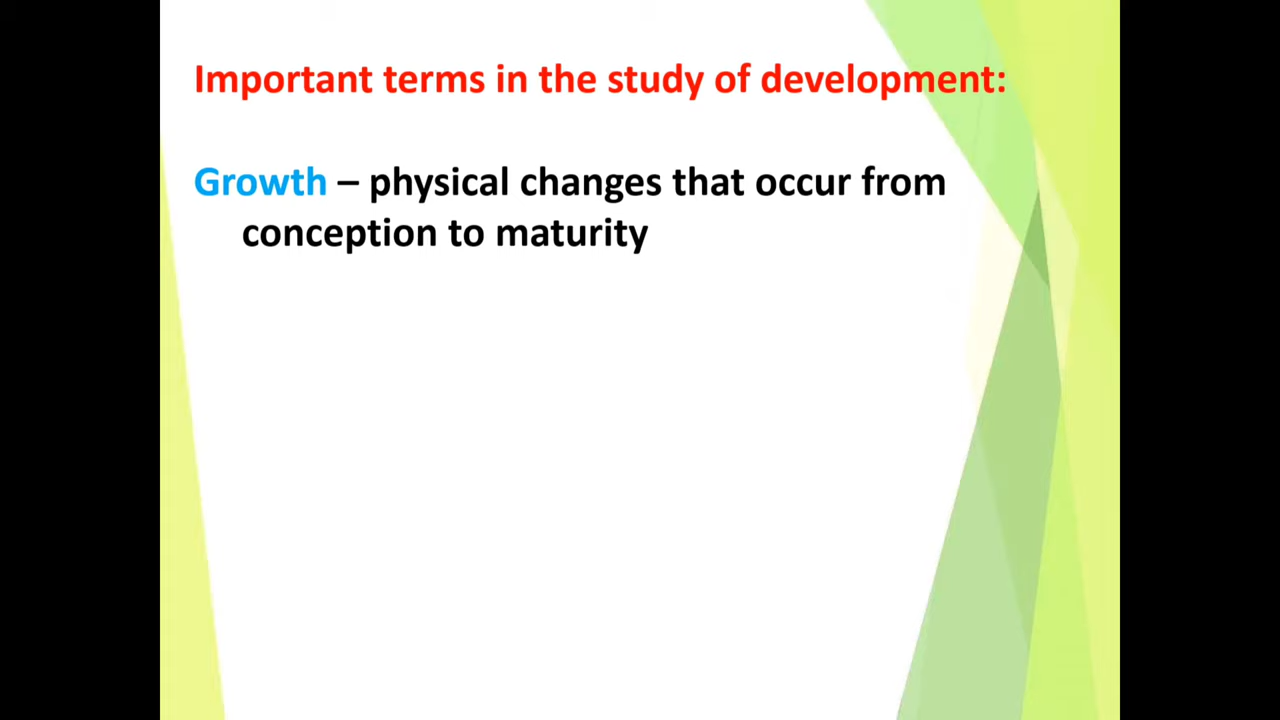 Important terms in the study of development:
Growth – physical changes that occur from
conception to maturity